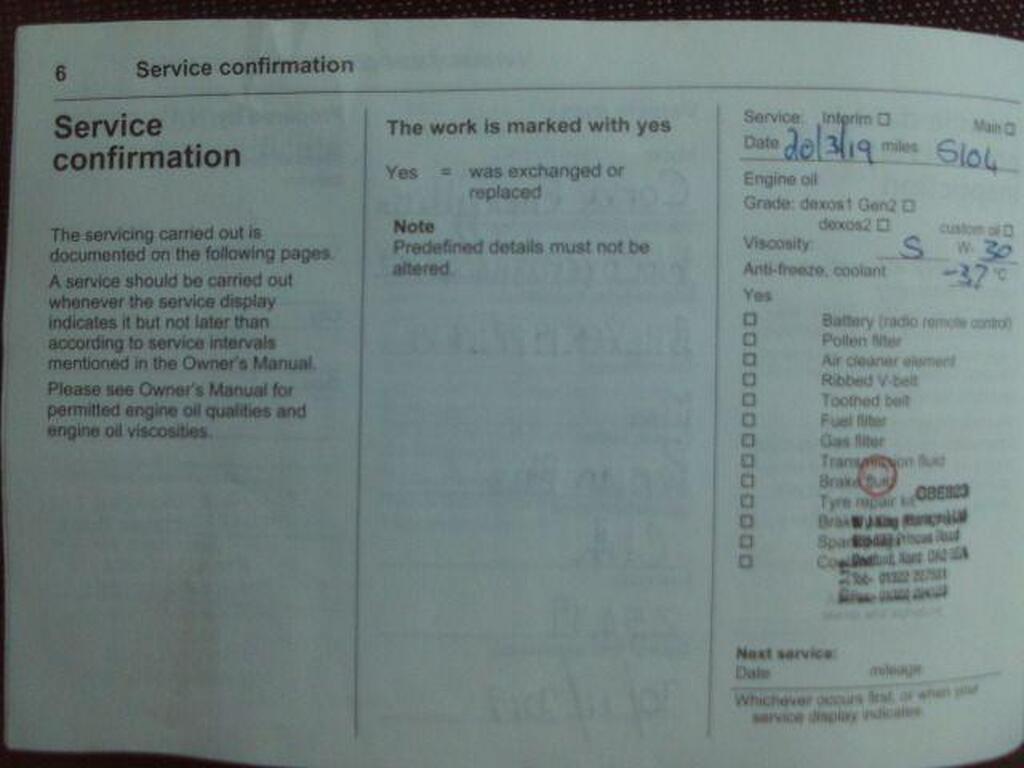 6 Service confirmation
Service
confirmation
The servicing carried out is
documented on the following pages.
A service should be carried out
whenever the service display
indicates it but not later than
according to service intervals
mentioned in the Owner's Manual.
Please see Owner's Manual for
permitted engine oil qualities and
engine oil viscosities.
The work is marked with yes
Yes = was exchanged or
replaced
Note
Predefined details must not be
altered.
Service: Interim ☐ Main ☐
Date 20/3/19 miles 5104
Engine oil
Grade: dexos1 Gen2 ☐
dexos2 ☐ custom oil ☐
Viscosity: 5 W- 30
Anti-freeze, coolant -37 °C
Yes
☐ Battery (radio remote control)
☐ Pollen filter
☐ Air cleaner element
☐ Ribbed V-belt
☐ Toothed belt
☐ Fuel filter
☐ Gas filter
☐ Transmission fluid
☐ Brake fluid
☐ Tyre repair kit
Next service:
Date mileage
Whichever occurs first, or when your
service display indicates.